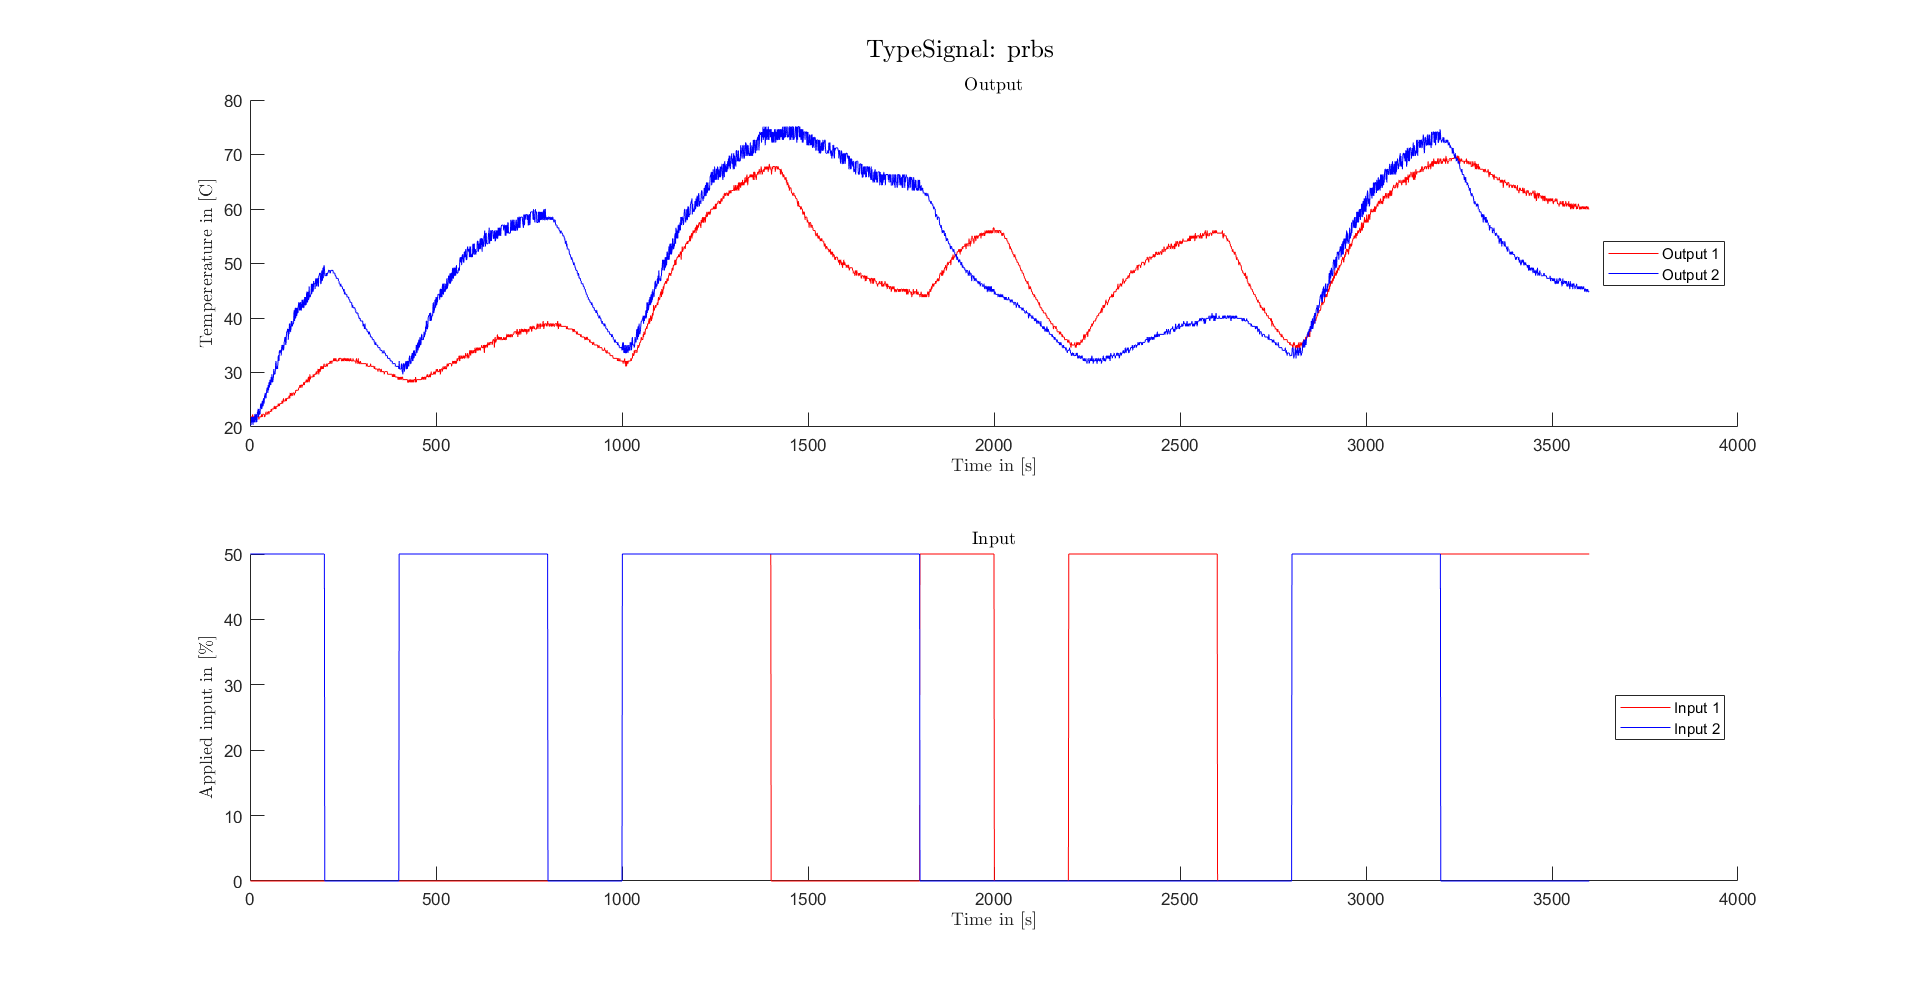 TypeSignal: prbs
Output
80
70
60
50
40
30
20
Tempererature in [C]
0 500 1000 1500 2000 2500 3000 3500 4000
Time in [s]
Output 1
Output 2
Input
50
40
30
20
10
0
Applied input in [%]
0 500 1000 1500 2000 2500 3000 3500 4000
Time in [s]
Input 1
Input 2